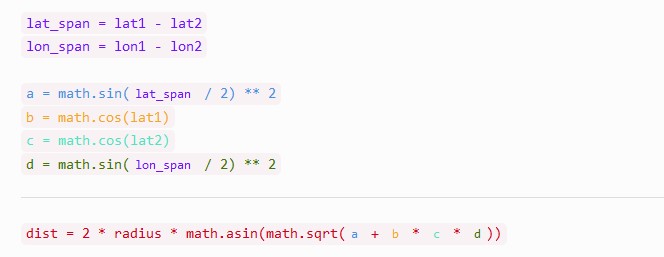 lat_span = lat1 - lat2
lon_span = lon1 - lon2
a = math.sin( lat_span / 2) ** 2
b = math.cos(lat1)
c = math.cos(lat2)
d = math.sin( lon_span / 2) ** 2
dist = 2 * radius * math.asin(math.sqrt( a + b * c * d ))